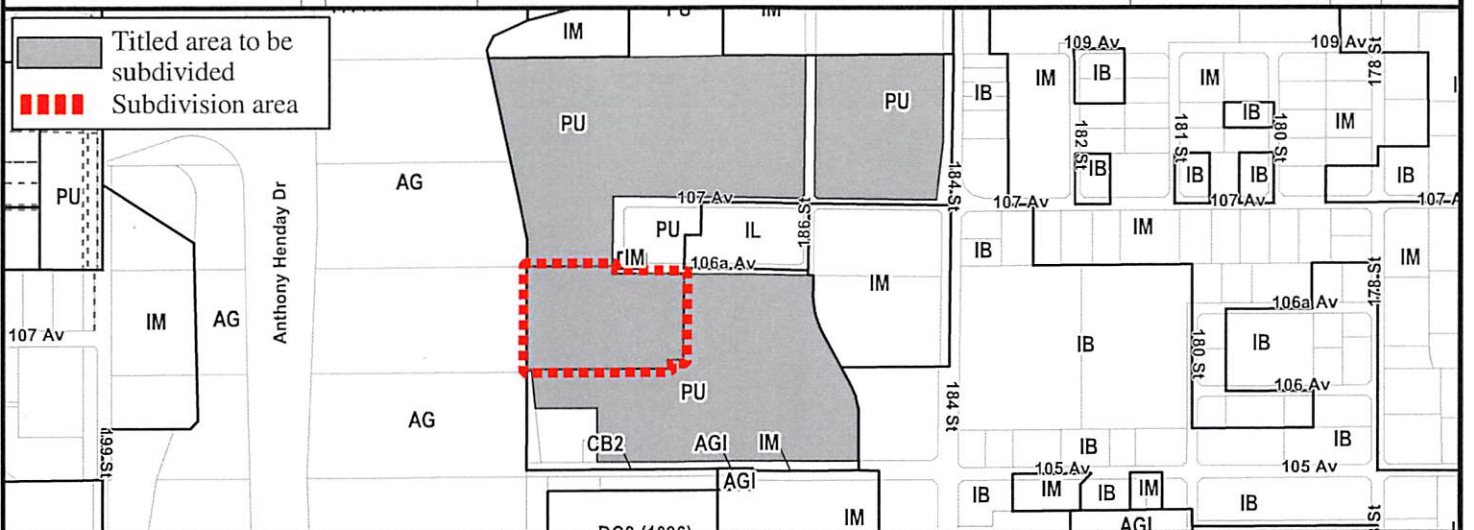 Titled area to be
subdivided
Subdivision area
IM
IM
PU
PU
IB
IM
109 Av
IB
IM
IB
109 Av
178 St
IM
PU
AG
182 St
IB
181 St
IB
IB
180 St
IB
184 St
107 Av
107 Av
107 Av
PU
IL
186 St
IM
106a Av
IB
IM
IM
IM
Anthony Henday Dr
AG
IM
107 Av
178 St
106a Av
IB
180 St
IB
106 Av
PU
AG
184 St
CB2
AGI
IM
IB
IB
199 St
105 Av
105 Av
AGI
IB
IM
IB
IM
IB
IM
AGI